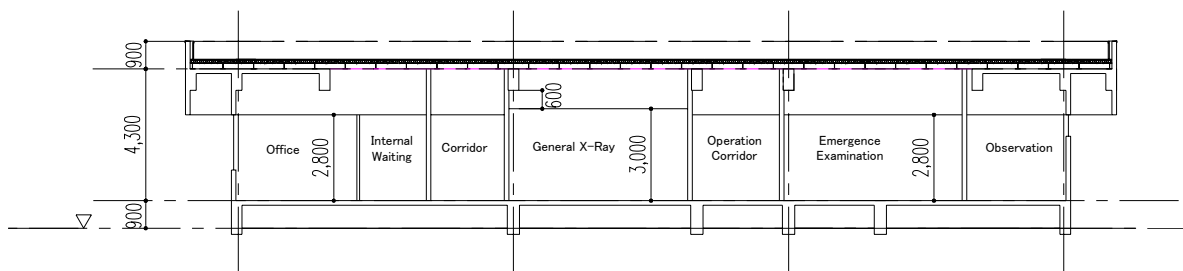 900
600
4,300
Office
2,800
Internal
Waiting
Corridor
General X-Ray
3,000
Operation
Corridor
Emergence
Examination
2,800
Observation
900